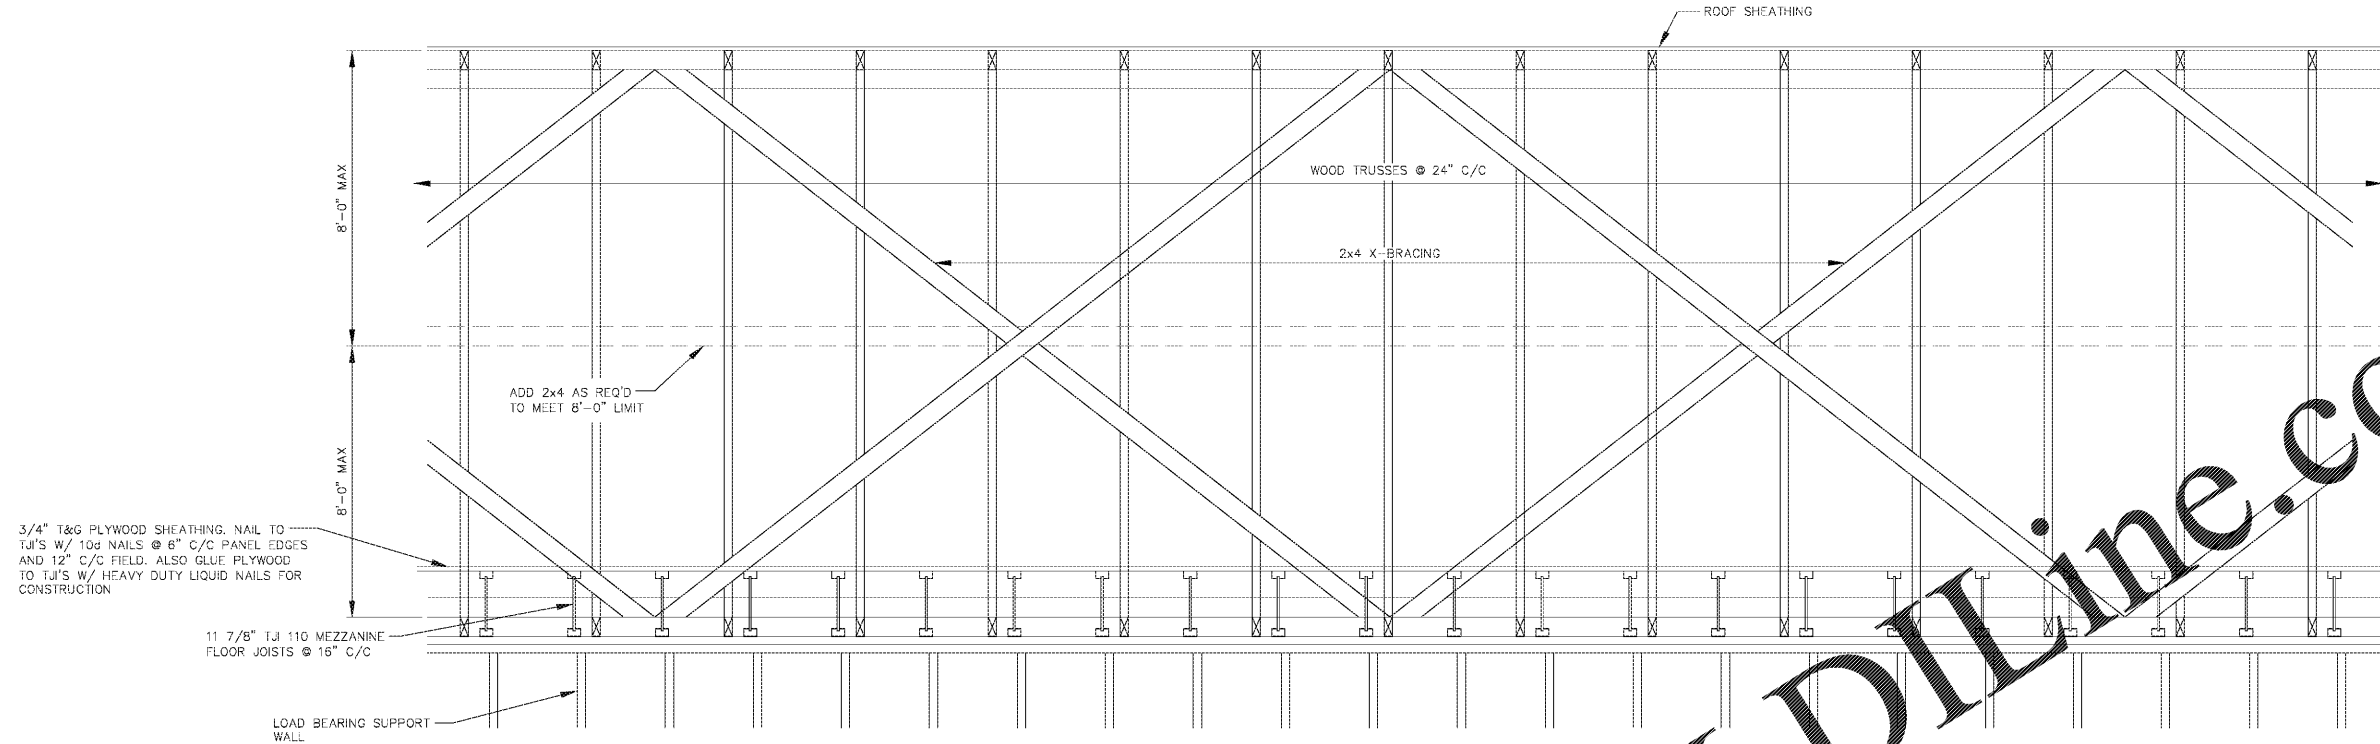 ROOF SHEATHING
8'-0" MAX
WOOD TRUSSES @ 24" C/C
2x4 X-BRACING
ADD 2x4 AS REQ'D
TO MEET 8'-0" LIMIT
8'-0" MAX
3/4" T&G PLYWOOD SHEATHING. NAIL TO
TJI'S W/ 10d NAILS @ 6" C/C PANEL EDGES
AND 12" C/C FIELD. ALSO GLUE PLYWOOD
TO TJI'S W/ HEAVY DUTY LIQUID NAILS FOR
CONSTRUCTION
11 7/8" TJI 110 MEZZANINE
FLOOR JOISTS @ 16" C/C
LOAD BEARING SUPPORT
WALL